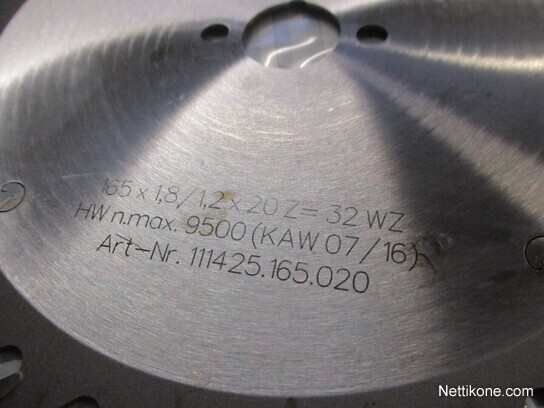 165 x 1,8/1,2 x 20 Z= 32 WZ
HW n.max. 9500 (KAW 07/16)
Art-Nr. 111425.165.020
Nettikone.com